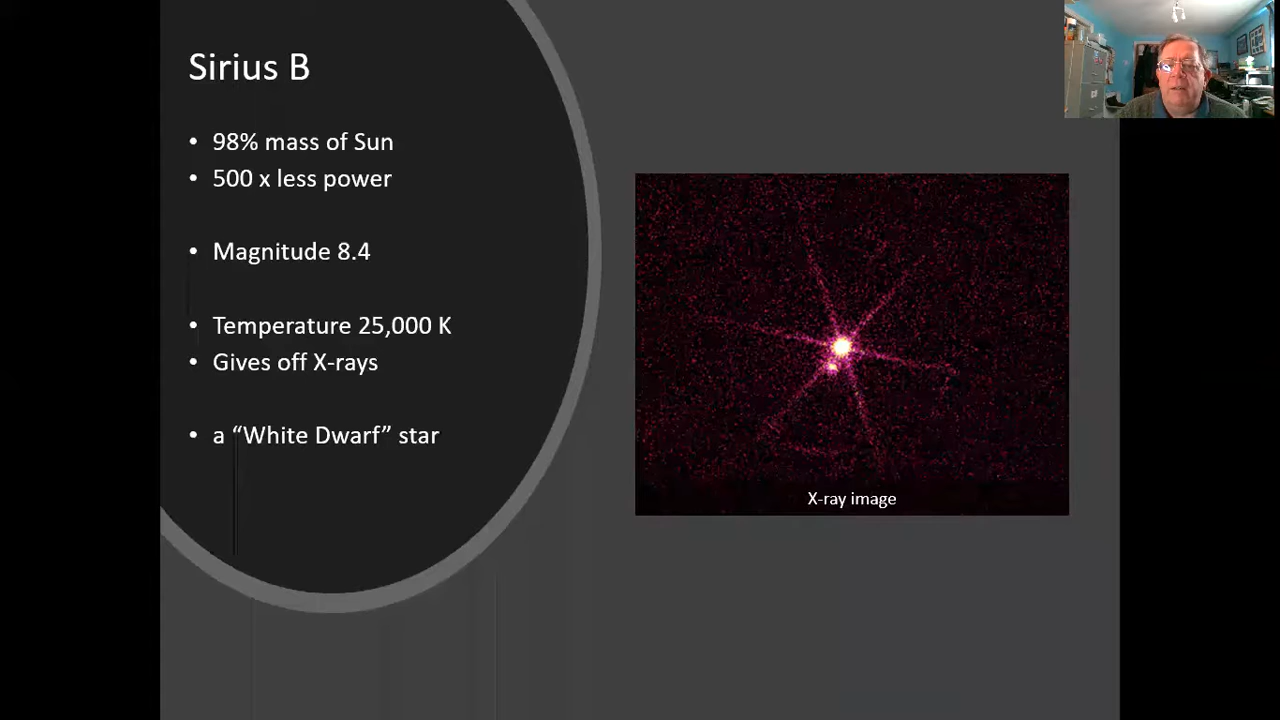 Sirius B
• 98% mass of Sun
• 500 x less power
• Magnitude 8.4
• Temperature 25,000 K
• Gives off X-rays
• a “White Dwarf” star
X-ray image